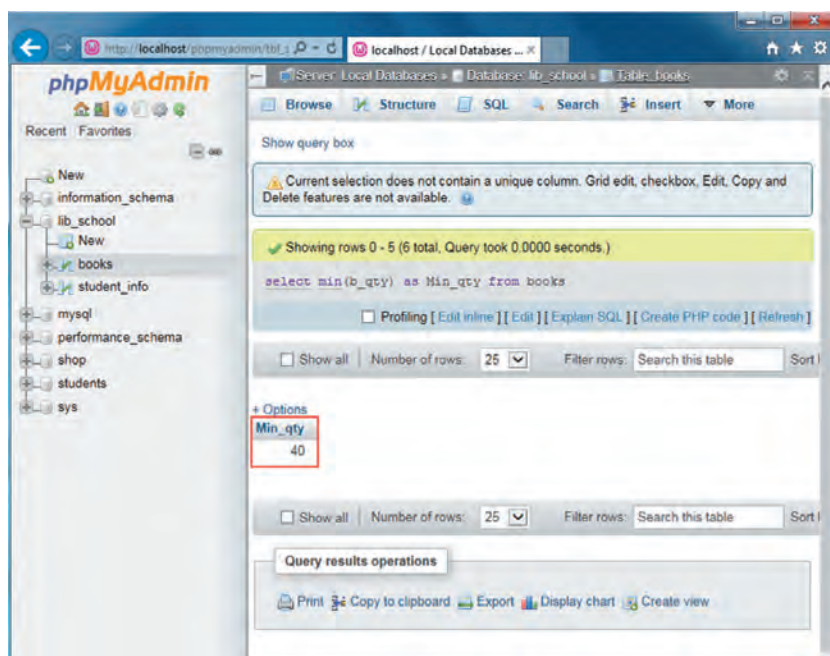 http://localhost/phpmyadmin/tbl_s
localhost / Local Databases ...
phpMyAdmin
Recent Favorites
New
information_schema
lib_school
New
books
student_info
mysql
performance_schema
shop
students
sys
Server: Local Databases » Database: lib_school » Table: books
Browse Structure SQL Search Insert More
Show query box
Current selection does not contain a unique column. Grid edit, checkbox, Edit, Copy and
Delete features are not available.
Showing rows 0 - 5 (6 total, Query took 0.0000 seconds.)
select min(b_qty) as Min_qty from books
Profiling [ Edit inline ] [ Edit ] [ Explain SQL ] [ Create PHP code ] [ Refresh ]
Show all Number of rows: 25 Filter rows: Search this table Sort
+ Options
Min_qty
40
Show all Number of rows: 25 Filter rows: Search this table Sort
Query results operations
Print Copy to clipboard Export Display chart Create view